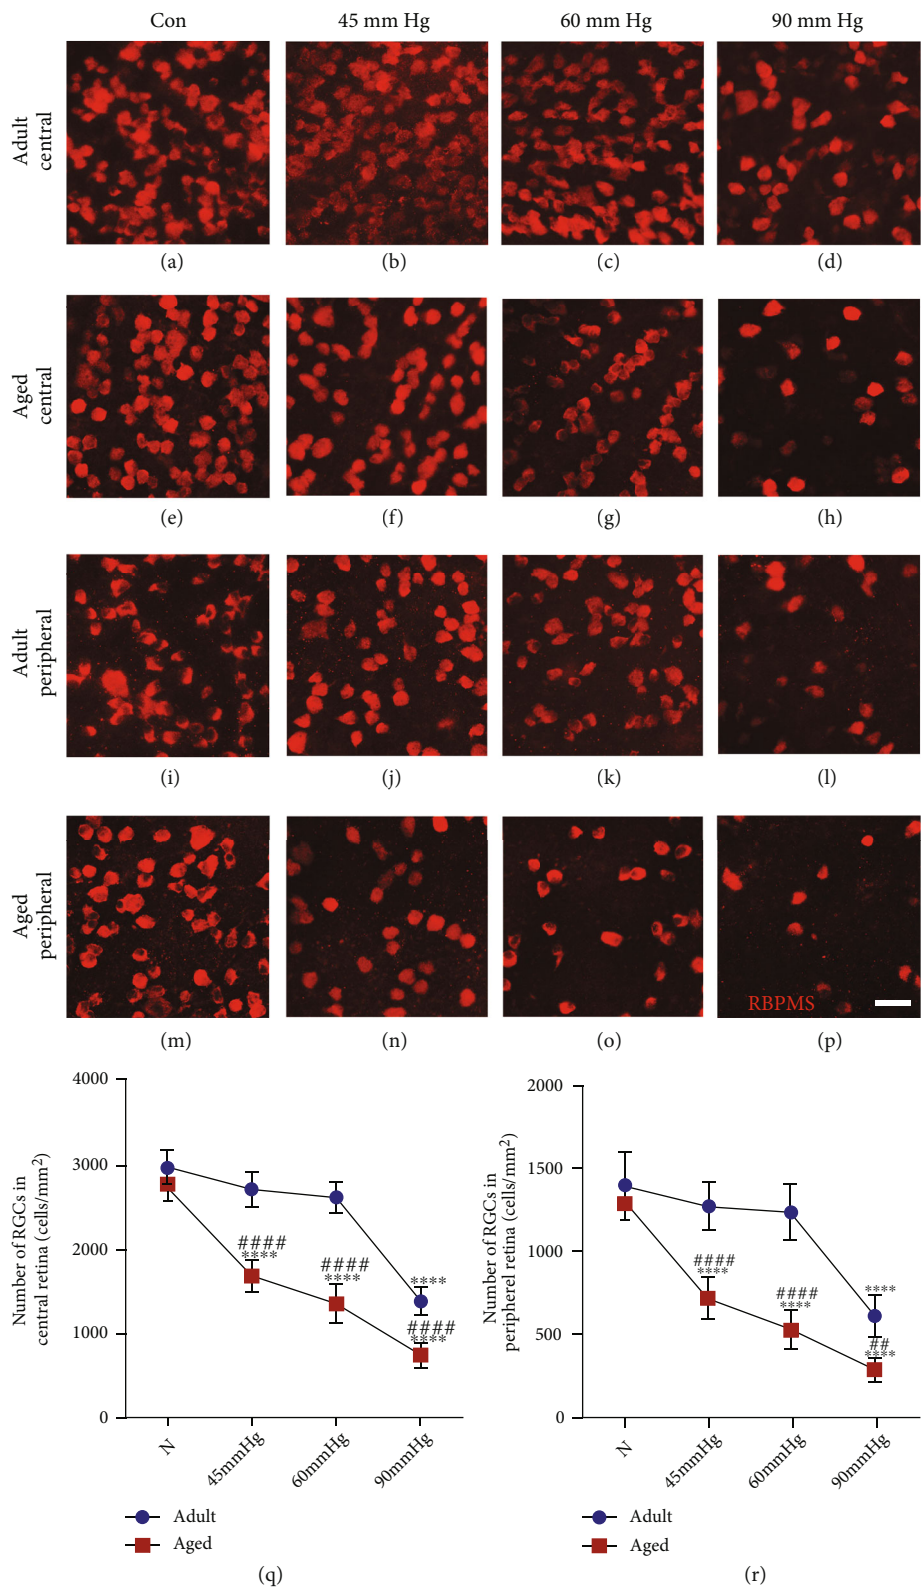 Con 45 mm Hg 60 mm Hg 90 mm Hg
Adult
central
(a) (b) (c) (d)
Aged
central
(e) (f) (g) (h)
Adult
peripheral
(i) (j) (k) (l)
Aged
peripheral
RBPMS
(m) (n) (o) (p)
Number of RGCs in
central retina (cells/mm²)
4000
3000
2000
1000
0
####
****
####
****
****
####
****
N 45mmHg 60mmHg 90mmHg
Adult
Aged
(q)
Number of RGCs in
peripherel retina (cells/mm²)
2000
1500
1000
500
0
####
****
####
****
****
##
****
N 45mmHg 60mmHg 90mmHg
Adult
Aged
(r)